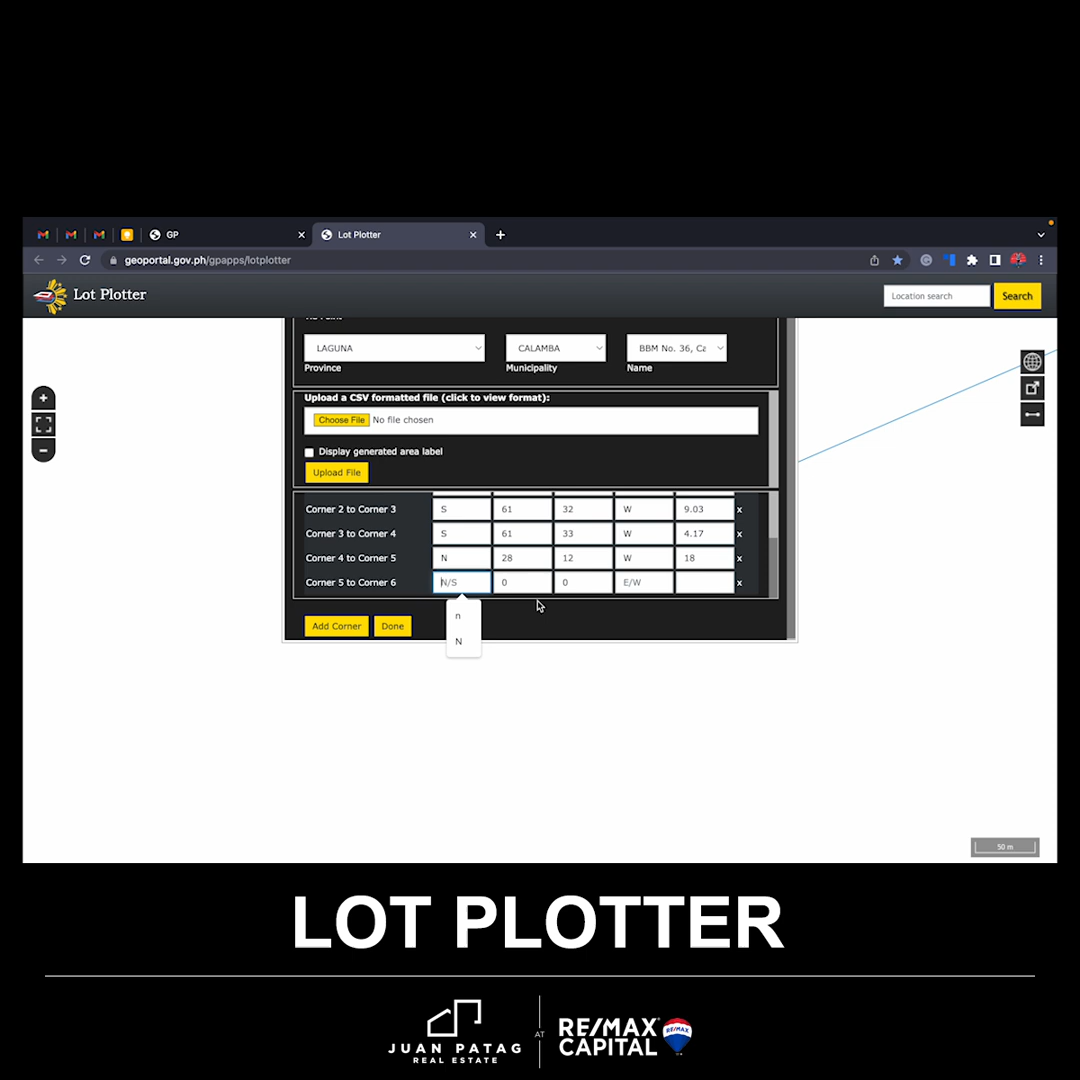 GP
Lot Plotter
geoportal.gov.ph/gpapps/lotplotter
Lot Plotter
Location search
Search
LAGUNA
CALAMBA
BBM No. 36, Ca
Province
Municipality
Name
Upload a CSV formatted file (click to view format):
Choose File No file chosen
Display generated area label
Upload File
Corner 2 to Corner 3 S 61 32 W 9.03 x
Corner 3 to Corner 4 S 61 33 W 4.17 x
Corner 4 to Corner 5 N 28 12 W 18 x
Corner 5 to Corner 6 N/S 0 0 E/W x
n
N
Add Corner Done
50 m
LOT PLOTTER
JUAN PATAG
REAL ESTATE
AT
RE/MAX
CAPITAL
RE/MAX